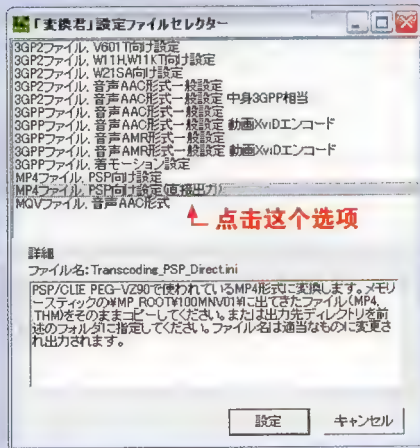 「変換君」設定ファイルセレクター
3GP2ファイル, V601T向け設定
3GP2ファイル, W11H,W11KT向け設定
3GP2ファイル, W21SA向け設定
3GP2ファイル, 音声AAC形式一般設定
3GP2ファイル, 音声AAC形式一般設定 中身3GPP相当
3GPPファイル, 音声AAC形式一般設定
3GPPファイル, 音声AAC形式一般設定 動画XviDエンコード
3GPPファイル, 音声AMR形式一般設定
3GPPファイル, 音声AMR形式一般設定 動画XviDエンコード
3GPPファイル, 着モーション設定
MP4ファイル, PSP向け設定
MP4ファイル, PSP向け設定(直接出力)
MQVファイル, 音声AAC形式
点击这个选项
詳細
ファイル名：Transcoding_PSP_Direct.ini
PSP/CLIE PEG-VZ90で使われているMP4形式に変換します。メモリ
ースティックの¥MP_ROOT¥100MNV01¥に出てきたファイル(MP4,
THM)をそのままコピーしてください。または出力先ディレクトリを前
述のフォルダに指定してください。ファイル名は適当なものに変更さ
れ出力されます。
設定
キャンセル